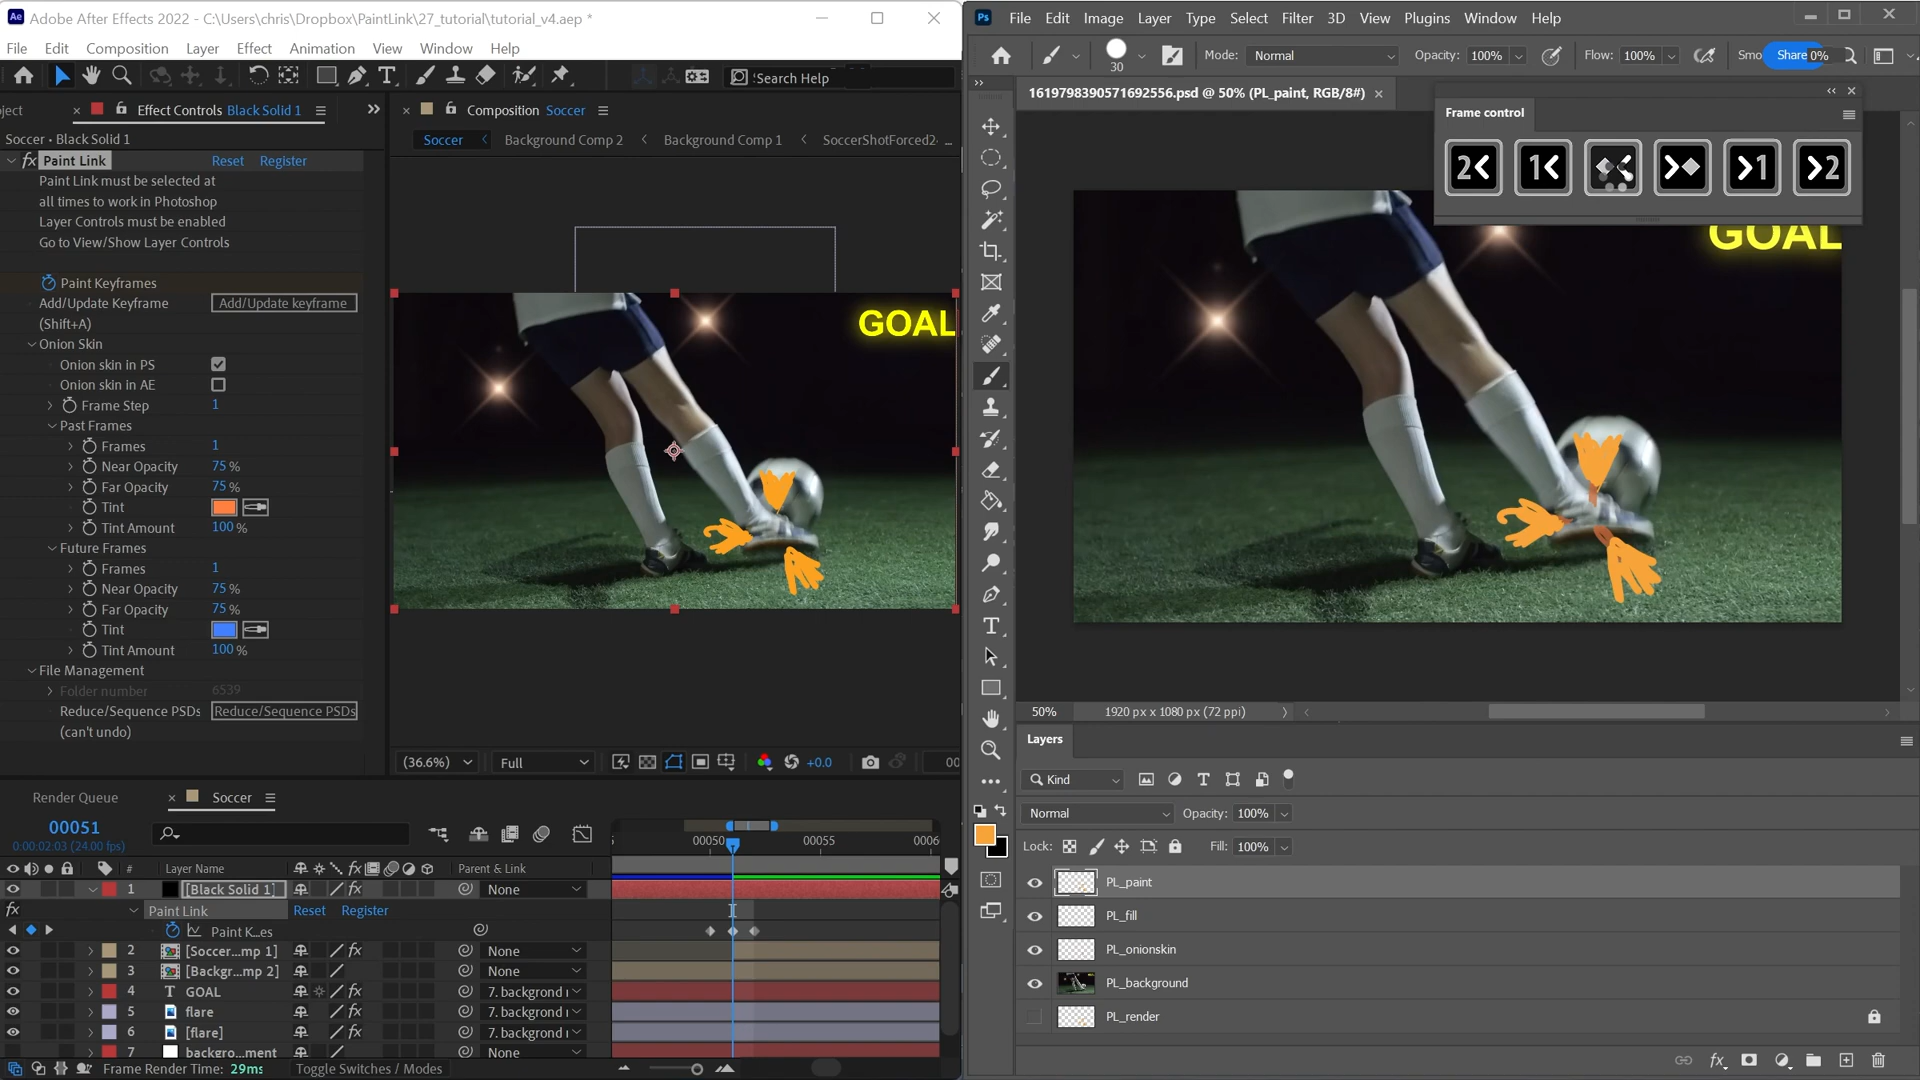 Ae Adobe After Effects 2022 - C:\Users\chris\Dropbox\PaintLink\27_tutorial\tutorial_v4.aep *
File Edit Composition Layer Effect Animation View Window Help
Search Help
ject Effect Controls Black Solid 1
Soccer • Black Solid 1
fx Paint Link Reset Register
Paint Link must be selected at
all times to work in Photoshop
Layer Controls must be enabled
Go to View/Show Layer Controls
Paint Keyframes
Add/Update Keyframe Add/Update keyframe
(Shift+A)
Onion Skin
Onion skin in PS
Onion skin in AE
Frame Step 1
Past Frames
Frames 1
Near Opacity 75 %
Far Opacity 75 %
Tint
Tint Amount 100 %
Future Frames
Frames 1
Near Opacity 75 %
Far Opacity 75 %
Tint
Tint Amount 100 %
File Management
Folder number 6539
Reduce/Sequence PSDs Reduce/Sequence PSDs
(can't undo)
Composition Soccer
Soccer Background Comp 2 Background Comp 1 SoccerShotForced2- ...
GOAL
(36.6%) Full +0.0 00
Render Queue Soccer
00051
0:00:02:03 (24.00 fps)
00050 00055 0006
# Layer Name Parent & Link
1 [Black Solid 1] None
fx Paint Link Reset Register
Paint K...es
2 [Soccer...mp 1] None
3 [Backgr...mp 2] None
4 T GOAL 7. backgrond
5 flare 7. backgrond
6 [flare] 7. backgrond
7 backgro...ment None
Frame Render Time: 29ms Toggle Switches / Modes
Ps File Edit Image Layer Type Select Filter 3D View Plugins Window Help
30 Mode: Normal Opacity: 100% Flow: 100% Smo Share 0%
1619798390571692556.psd @ 50% (PL_paint, RGB/8#)
Frame control
2 1 1 2
GOAL
50% 1920 px x 1080 px (72 ppi)
Layers
Kind
Normal Opacity: 100%
Lock: Fill: 100%
PL_paint
PL_fill
PL_onionskin
PL_background
PL_render
fx